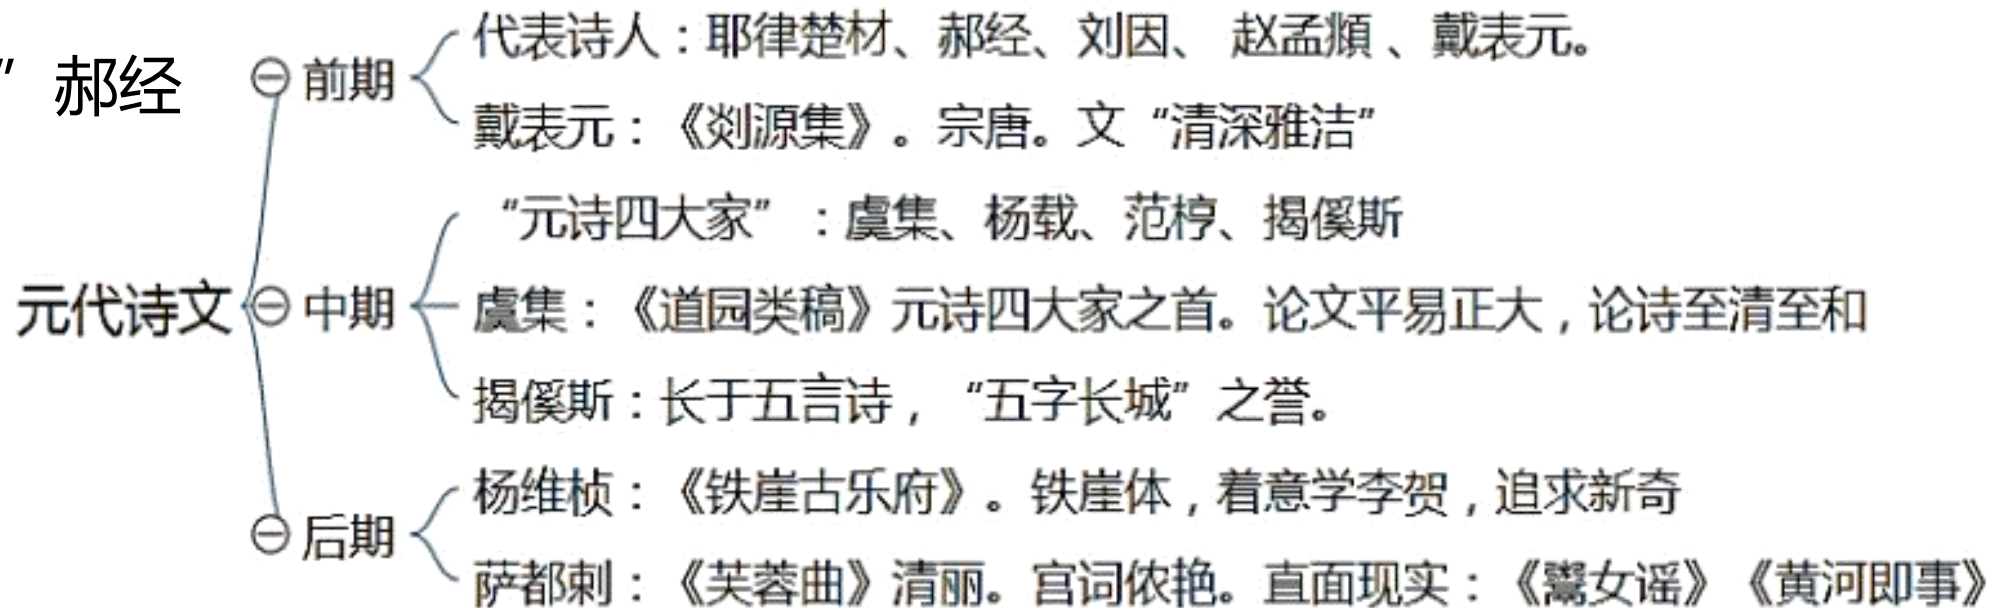 ” 郝经
前期
代表诗人：耶律楚材、郝经、刘因、 赵孟頫 、戴表元。
戴表元：《剡源集》。宗唐。文“清深雅洁”
元代诗文
中期
“元诗四大家” ：虞集、杨载、范梈、揭傒斯
虞集：《道园类稿》元诗四大家之首。论文平易正大，论诗至清至和
揭傒斯：长于五言诗，“五字长城”之誉。
后期
杨维桢：《铁崖古乐府》。铁崖体，着意学李贺，追求新奇
萨都剌：《芙蓉曲》清丽。宫词侬艳。直面现实：《鬻女谣》《黄河即事》